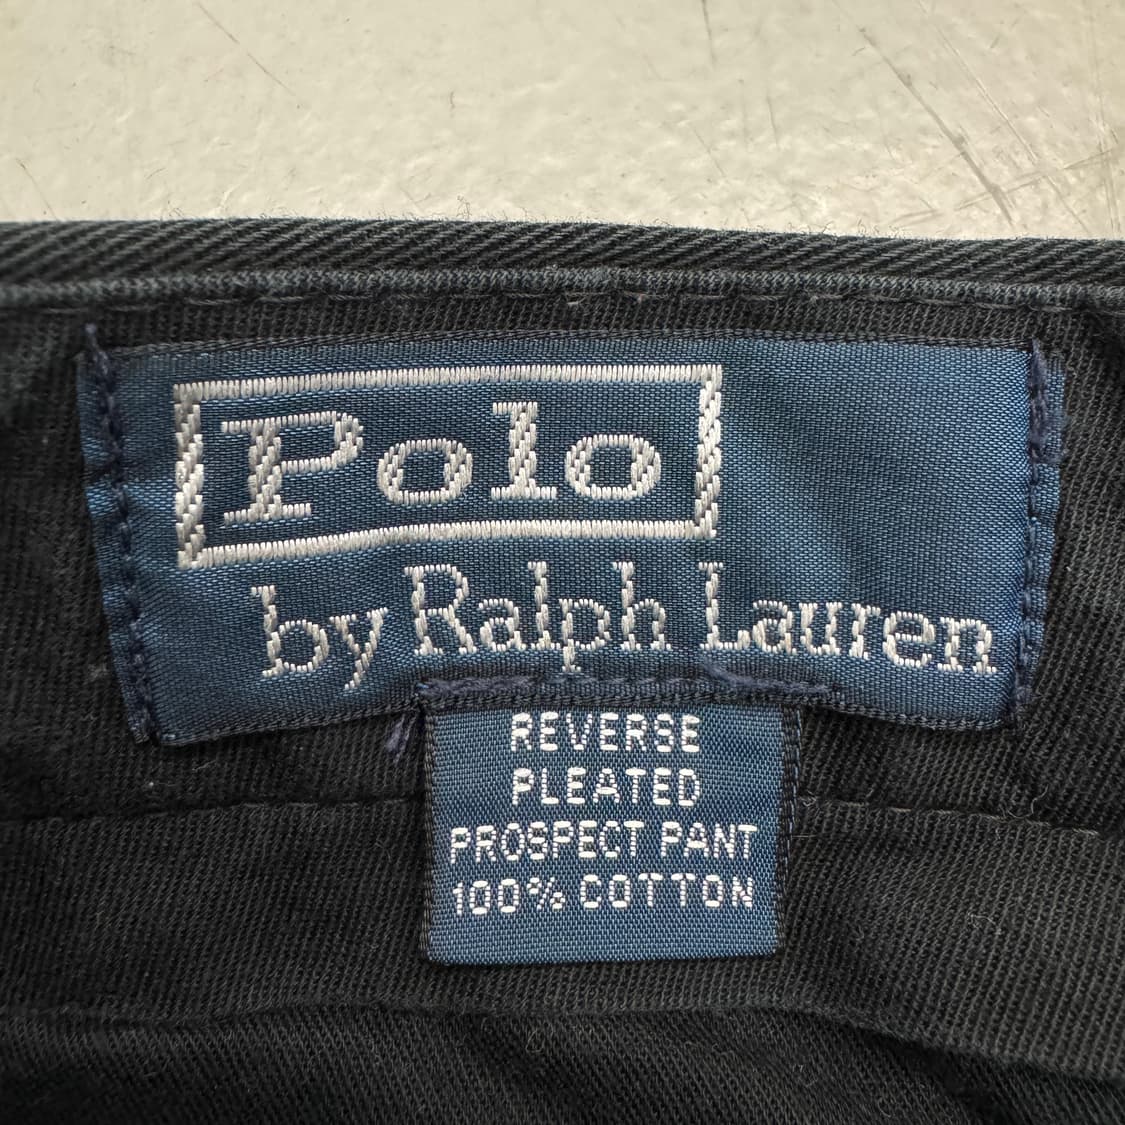 Polo
by Ralph Lauren
REVERSE
PLEATED
PROSPECT PANT
100% COTTON